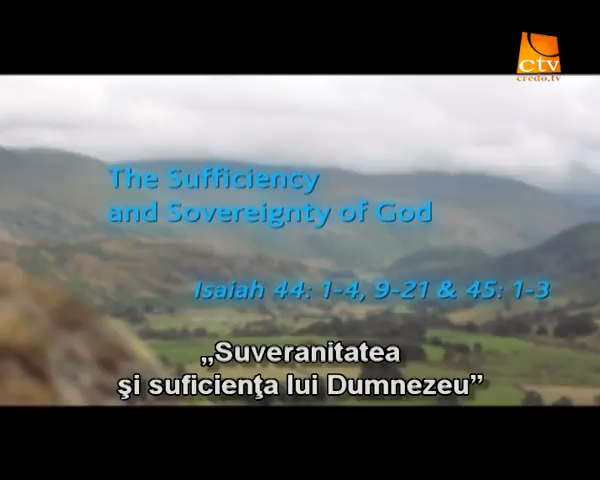 ctv
credo.tv
The Sufficiency
and Sovereignty of God
Isaiah 44: 1-4, 9-21 & 45: 1-3
„Suveranitatea
şi suficienţa lui Dumnezeu”